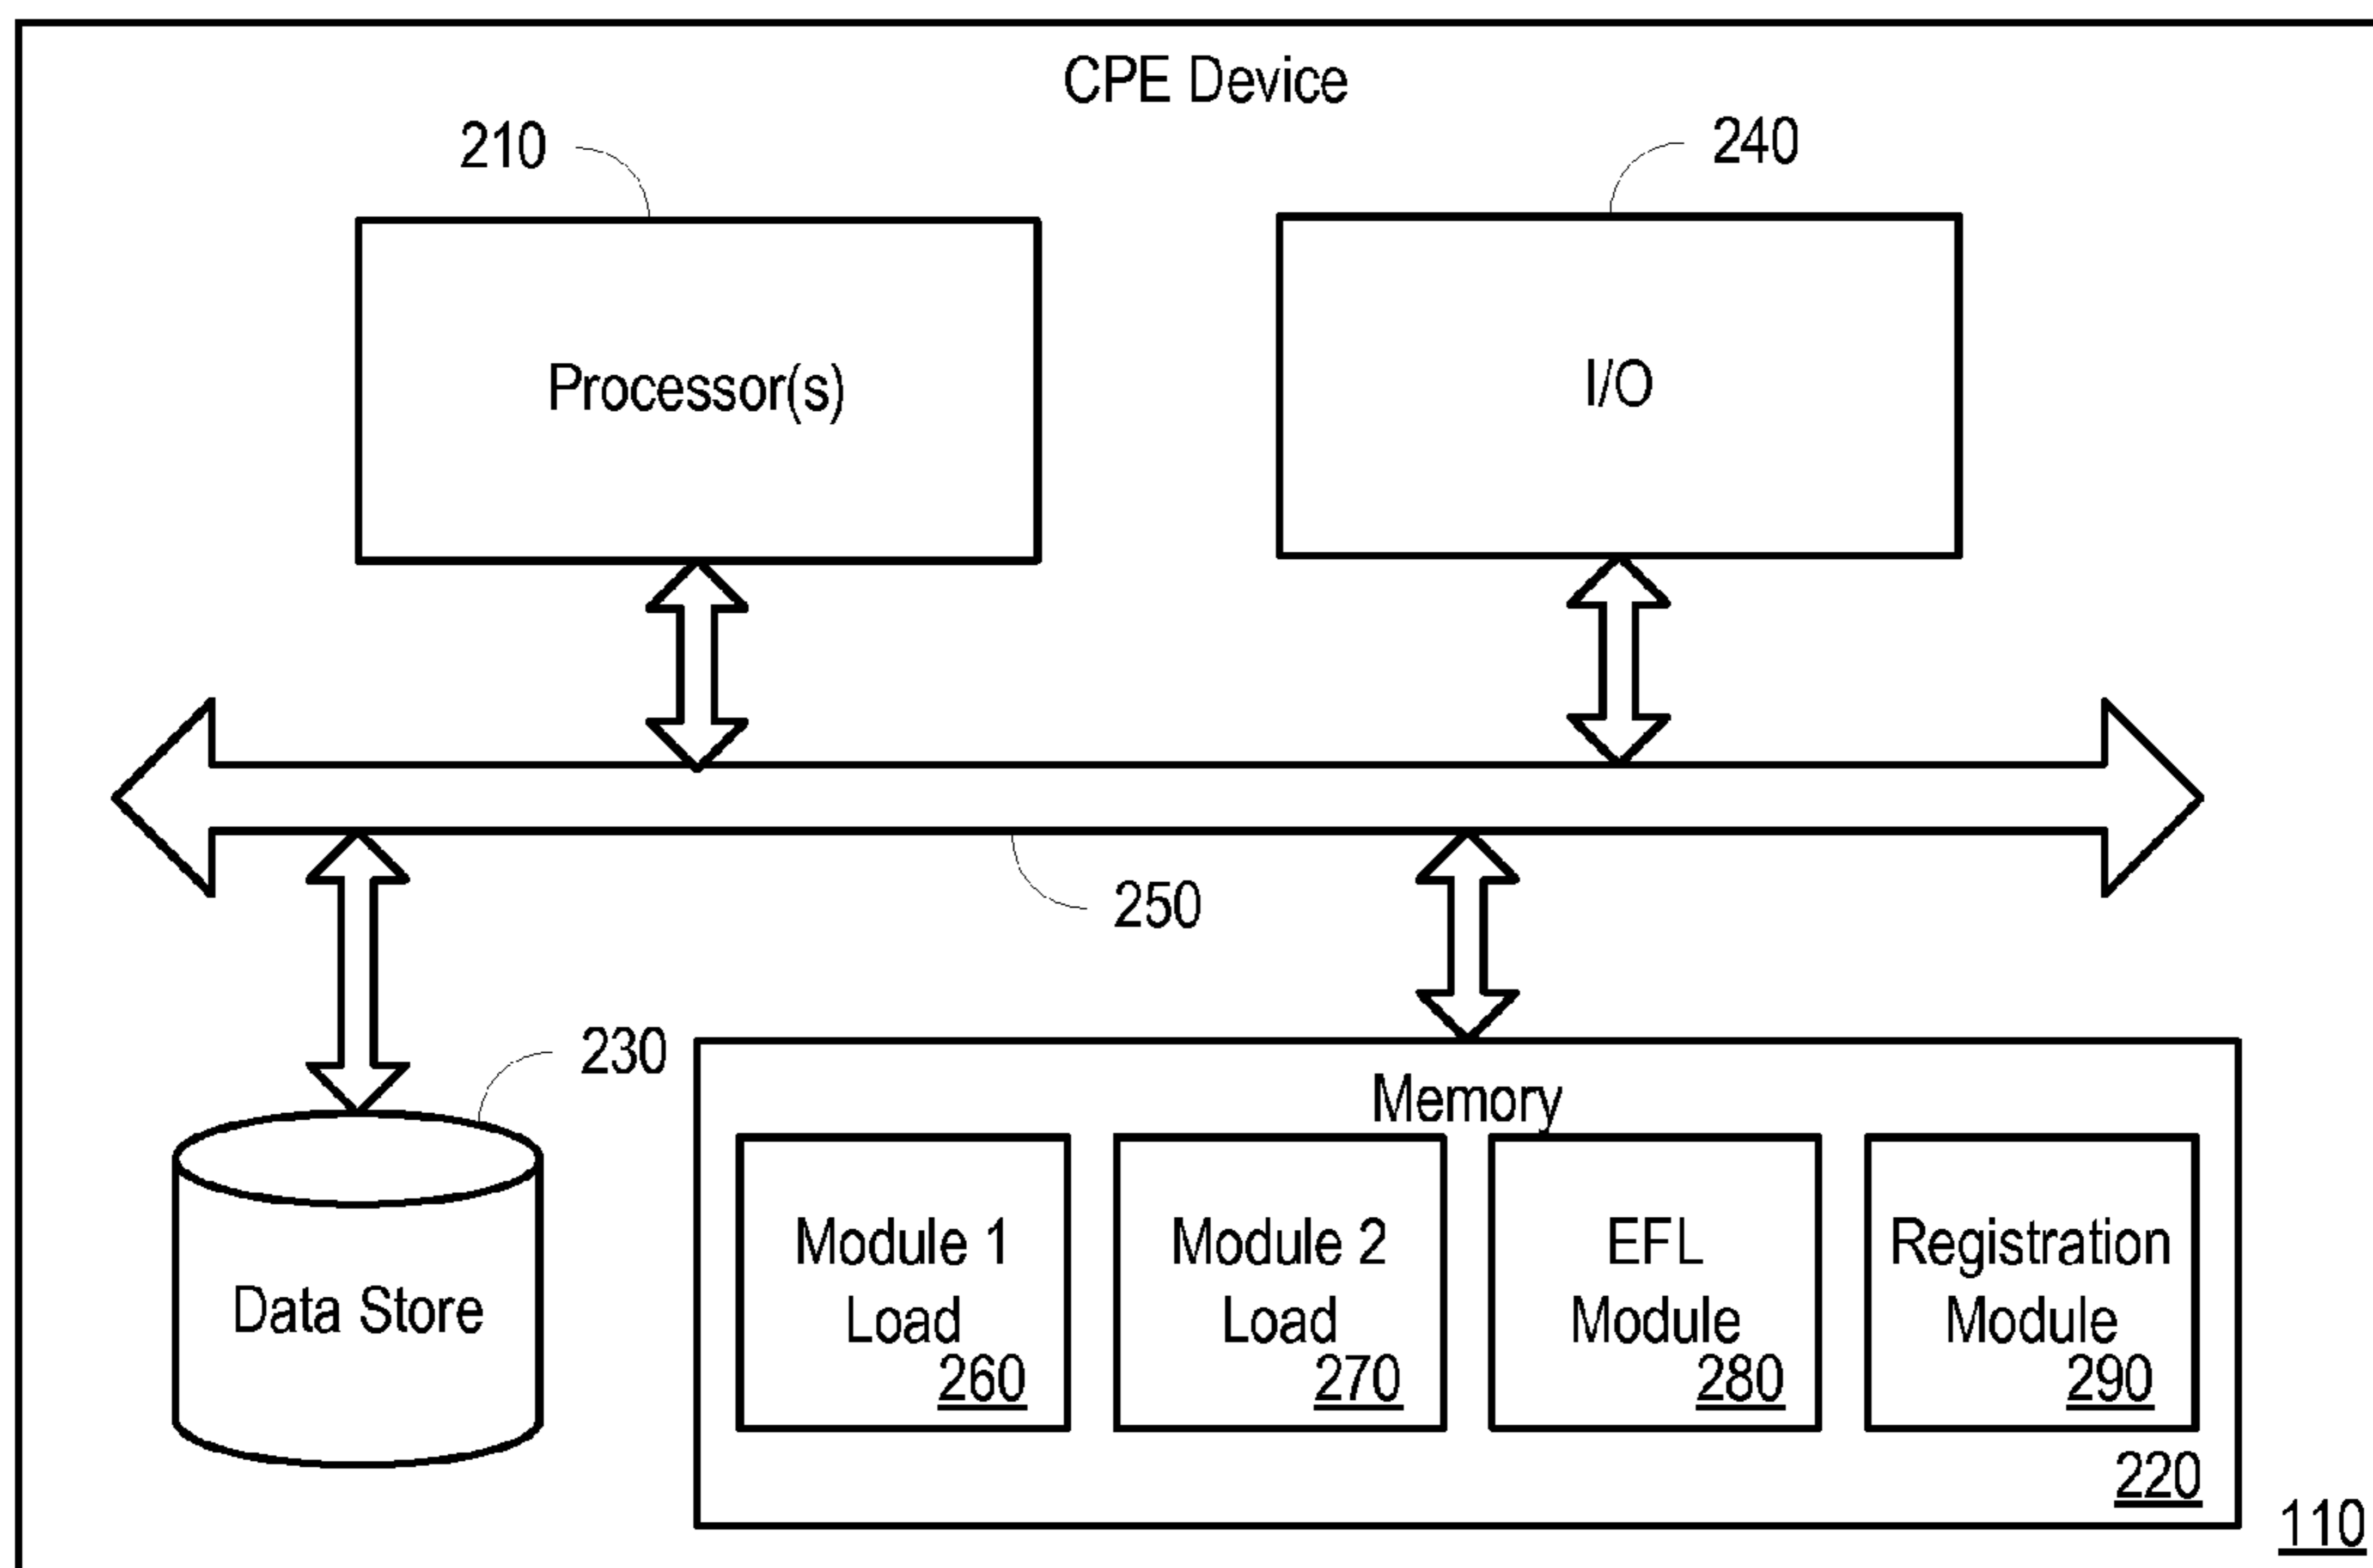 CPE Device
210
240
Processor(s)
I/O
250
230
Memory
Data Store
Module 1
Load
260
Module 2
Load
270
EFL
Module
280
Registration
Module
290
220
110